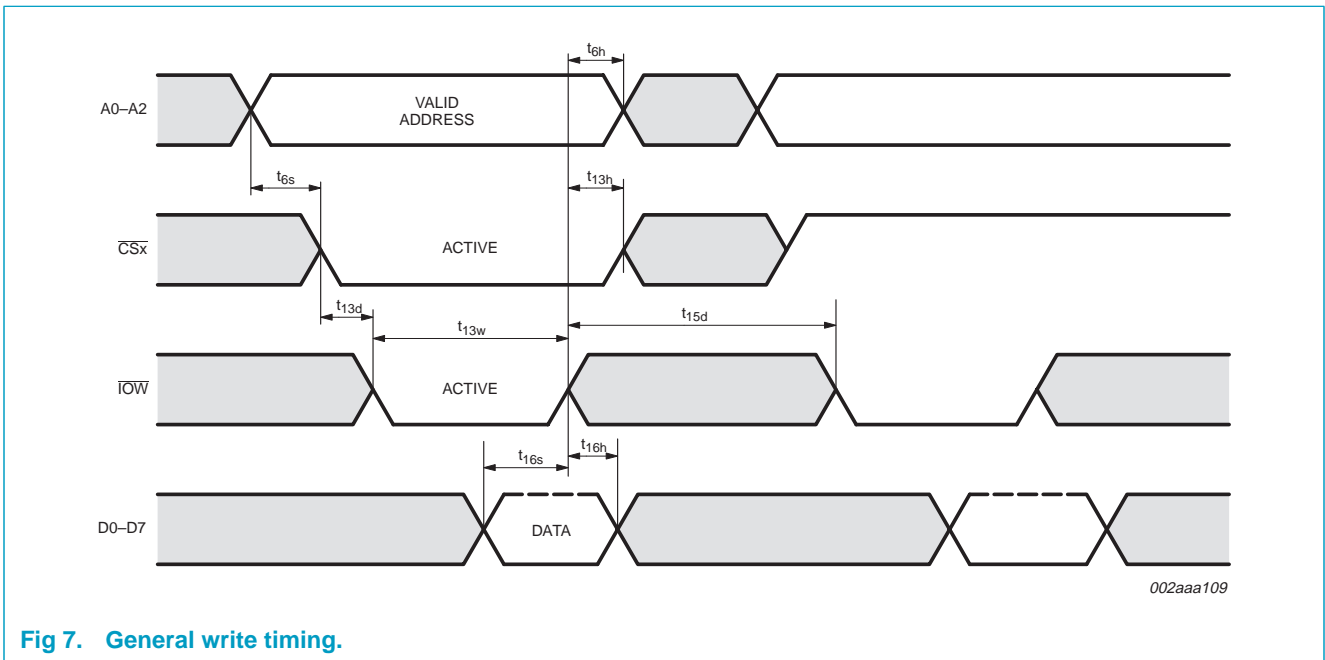 t6h
A0–A2
VALID
ADDRESS
t6s
t13h
CSx
ACTIVE
t13d
t13w
t15d
IOW
ACTIVE
t16s
t16h
D0–D7
DATA
002aaa109
Fig 7. General write timing.